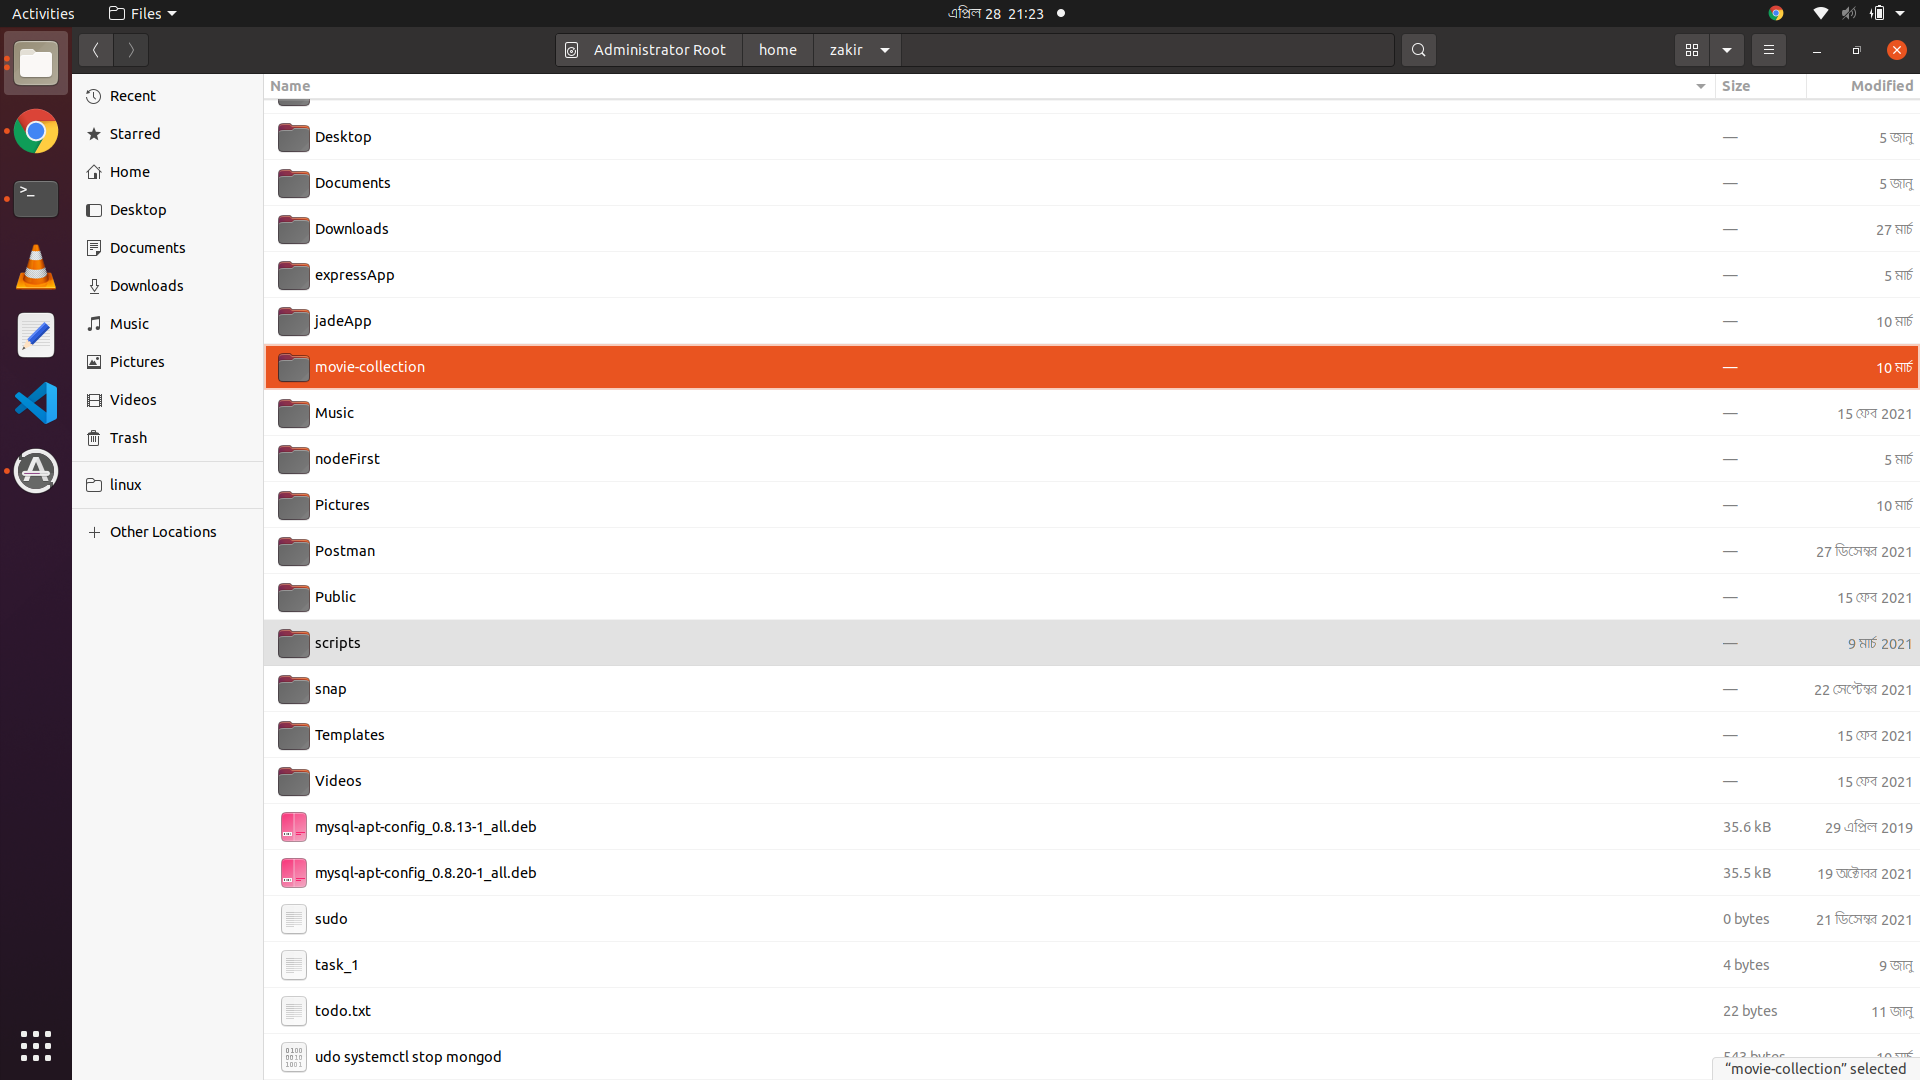 Activities Files এপ্রিল 28 21:23
Administrator Root home zakir
Recent
Starred
Home
Desktop
Documents
Downloads
Music
Pictures
Videos
Trash
linux
Other Locations
Name Size Modified
Desktop — 5 জানু
Documents — 5 জানু
Downloads — 27 মার্চ
expressApp — 5 মার্চ
jadeApp — 10 মার্চ
movie-collection — 10 মার্চ
Music — 15 ফেব 2021
nodeFirst — 5 মার্চ
Pictures — 10 মার্চ
Postman — 27 ডিসেম্বর 2021
Public — 15 ফেব 2021
scripts — 9 মার্চ 2021
snap — 22 সেপ্টেম্বর 2021
Templates — 15 ফেব 2021
Videos — 15 ফেব 2021
mysql-apt-config_0.8.13-1_all.deb 35.6 kB 29 এপ্রিল 2019
mysql-apt-config_0.8.20-1_all.deb 35.5 kB 19 অক্টোবর 2021
sudo 0 bytes 21 ডিসেম্বর 2021
task_1 4 bytes 9 জানু
todo.txt 22 bytes 11 জানু
udo systemctl stop mongod 543 bytes 10 মার্চ
“movie-collection” selected